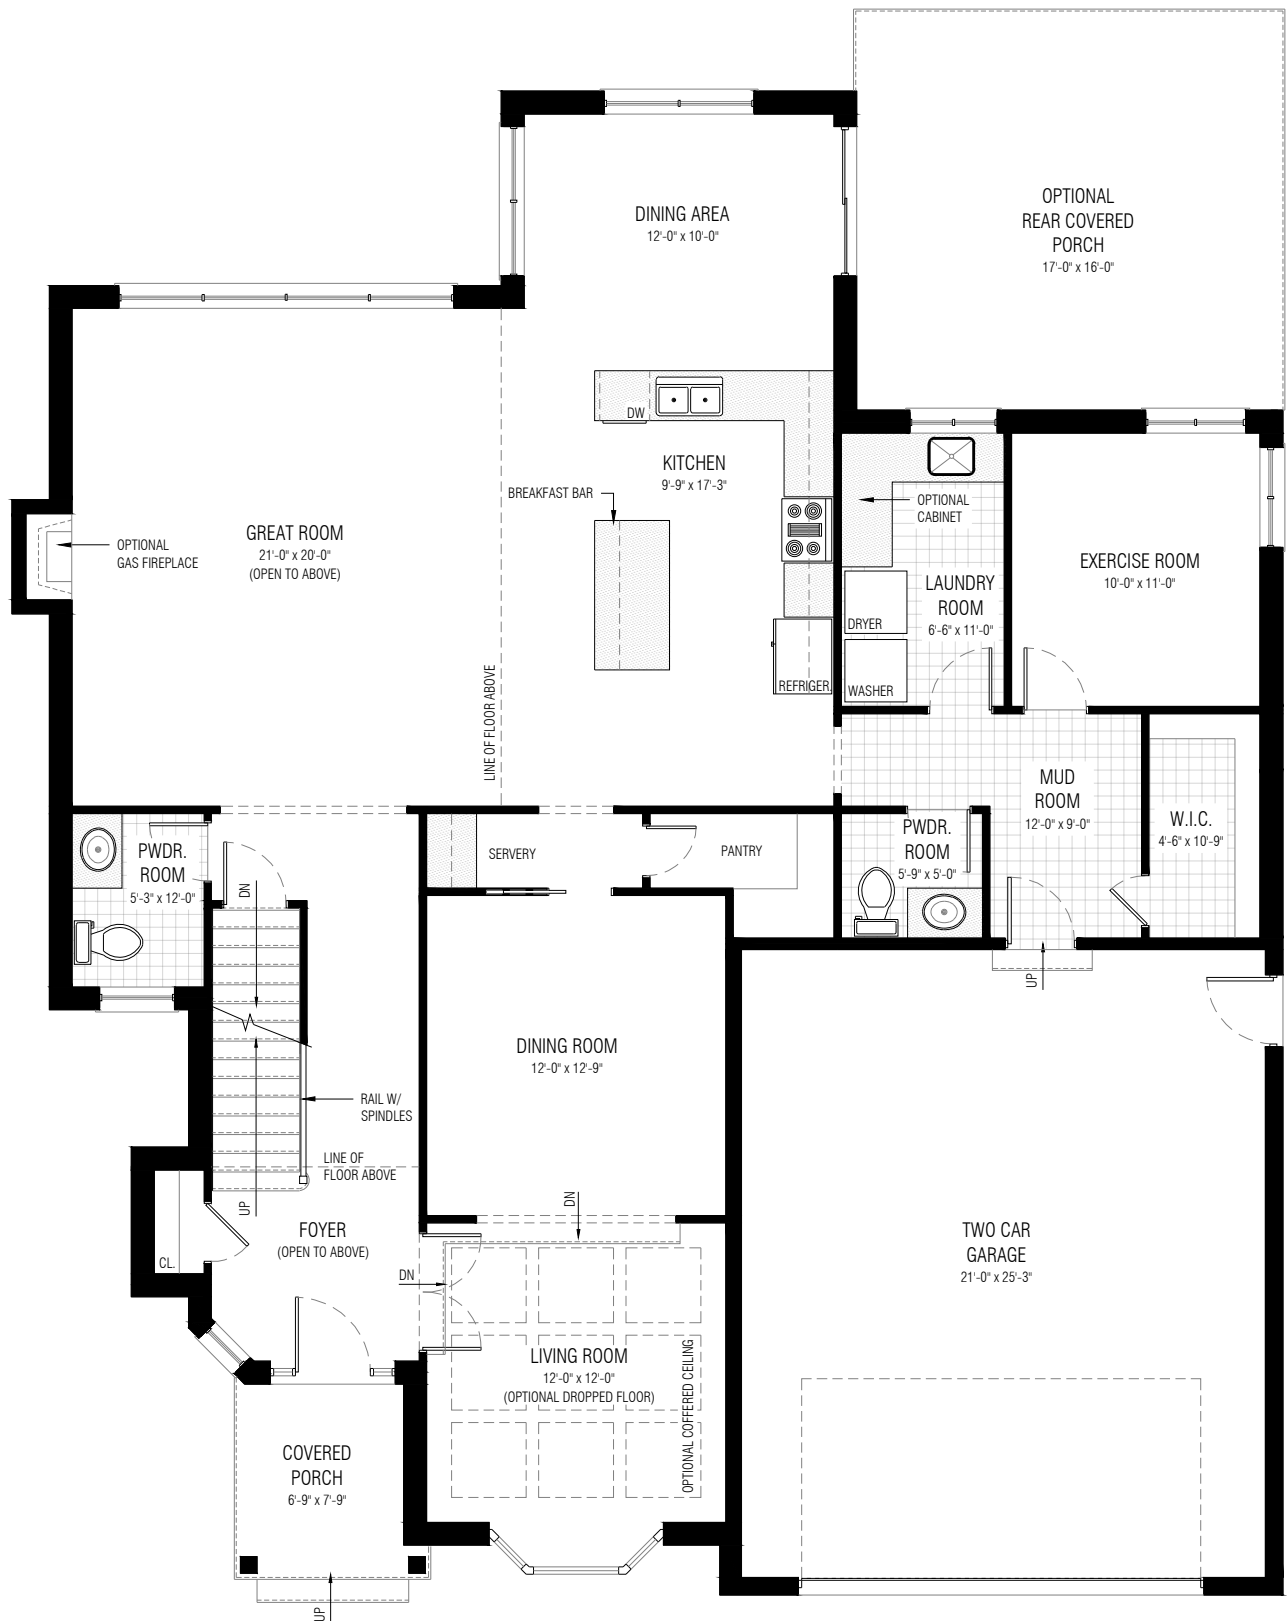 OPTIONAL
REAR COVERED
PORCH
17'-0" x 16'-0"
DINING AREA
12'-0" x 10'-0"
DW
KITCHEN
9'-9" x 17'-3"
BREAKFAST BAR
OPTIONAL
CABINET
GREAT ROOM
21'-0" x 20'-0"
(OPEN TO ABOVE)
OPTIONAL
GAS FIREPLACE
EXERCISE ROOM
10'-0" x 11'-0"
LAUNDRY
ROOM
6'-6" x 11'-0"
DRYER
WASHER
REFRIGER.
LINE OF FLOOR ABOVE
MUD
ROOM
12'-0" x 9'-0"
W.I.C.
4'-6" x 10'-9"
PWDR.
ROOM
5'-3" x 12'-0"
DN
SERVERY
PANTRY
PWDR.
ROOM
5'-9" x 5'-0"
UP
DINING ROOM
12'-0" x 12'-9"
RAIL W/
SPINDLES
LINE OF
FLOOR ABOVE
UP
DN
FOYER
(OPEN TO ABOVE)
CL.
DN
TWO CAR
GARAGE
21'-0" x 25'-3"
LIVING ROOM
12'-0" x 12'-0"
(OPTIONAL DROPPED FLOOR)
OPTIONAL COFFERED CEILING
COVERED
PORCH
6'-9" x 7'-9"
UP